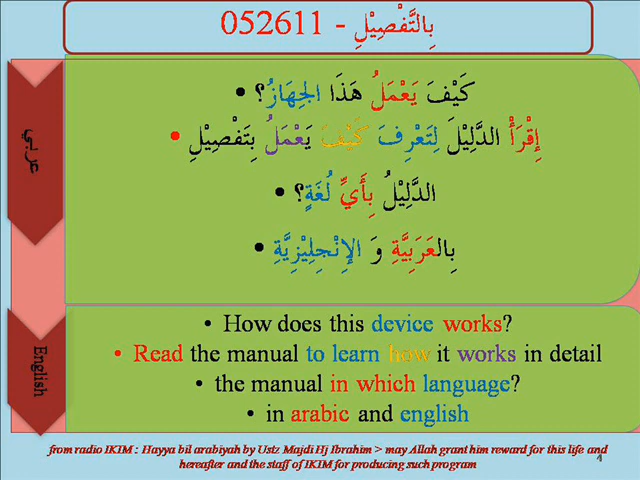 بِالتَّفْصِيْلِ - 052611
عربي
كَيْفَ يَعْمَلُ هَذَا الجِهَازُ؟ •
إِقْرَأْ الدَّلِيْلَ لِتَعْرِفَ كَيْفَ يَعْمَلُ بِتَفْصِيْلِ •
الدَّلِيْلُ بِأَيِّ لُغَةٍ؟ •
بِالعَرَبِيَّةِ وَ الإِنْجِلِيْزِيَّةِ •
English
• How does this device works?
• Read the manual to learn how it works in detail
• the manual in which language?
• in arabic and english
from radio IKIM : Hayya bil arabiyah by Ustz Majdi Hj Ibrahim > may Allah grant him reward for this life and
hereafter and the staff of IKIM for producing such program